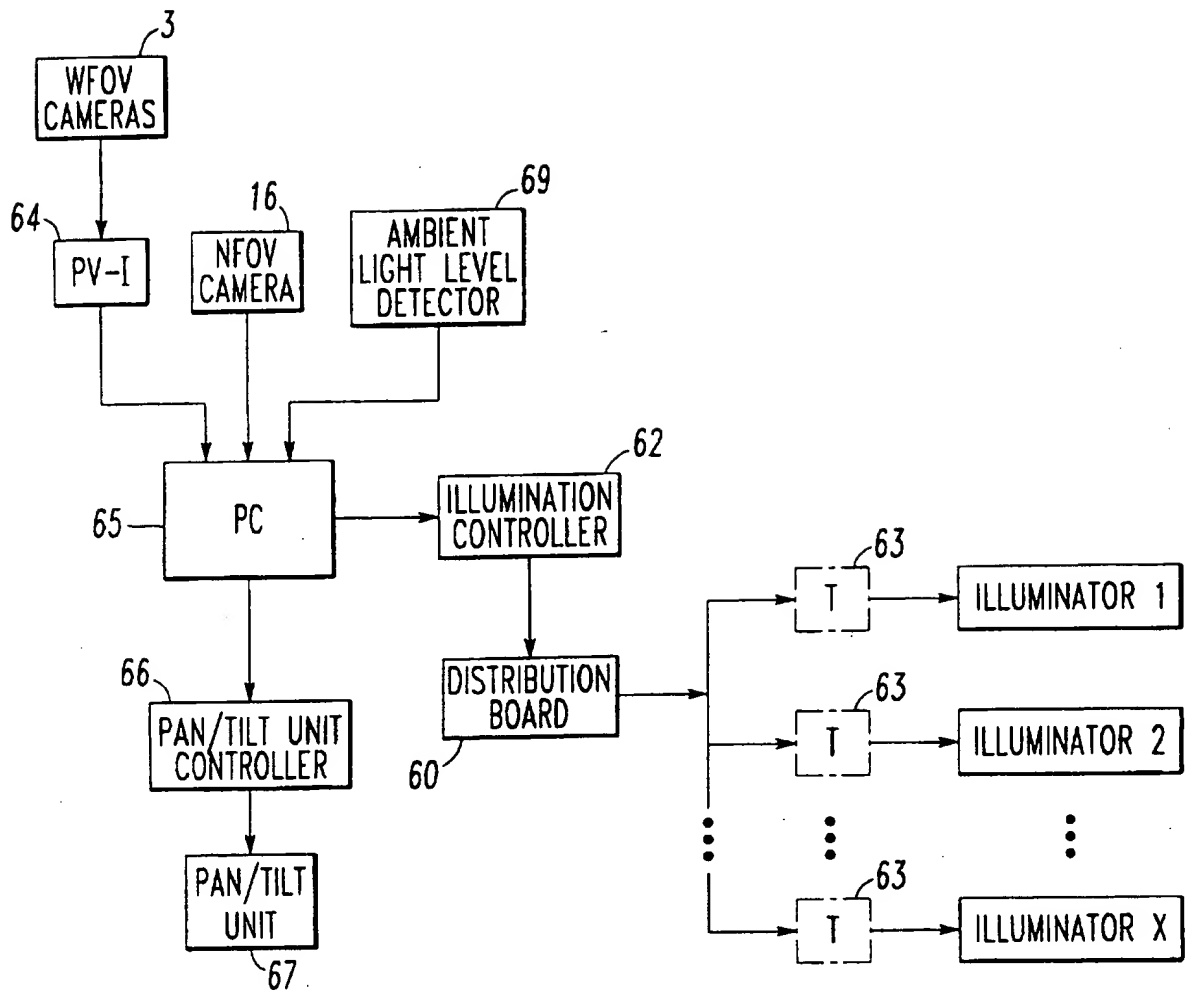 3
WFOV
CAMERAS
64
PV-I
16
NFOV
CAMERA
69
AMBIENT
LIGHT LEVEL
DETECTOR
65
PC
62
ILLUMINATION
CONTROLLER
63
T
ILLUMINATOR 1
66
PAN/TILT UNIT
CONTROLLER
DISTRIBUTION
BOARD
60
63
T
ILLUMINATOR 2
PAN/TILT
UNIT
67
63
T
ILLUMINATOR X